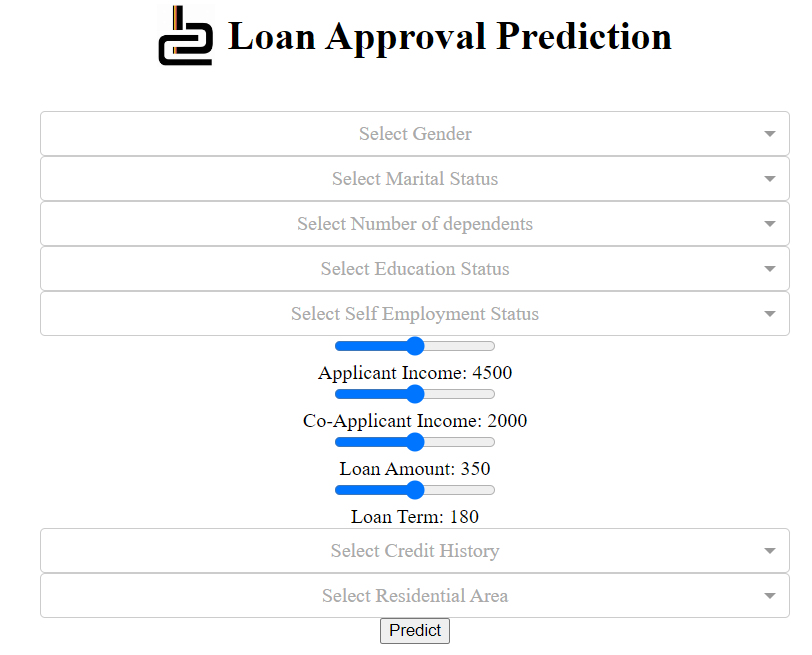 Loan Approval Prediction
Select Gender
Select Marital Status
Select Number of dependents
Select Education Status
Select Self Employment Status
Applicant Income: 4500
Co-Applicant Income: 2000
Loan Amount: 350
Loan Term: 180
Select Credit History
Select Residential Area
Predict